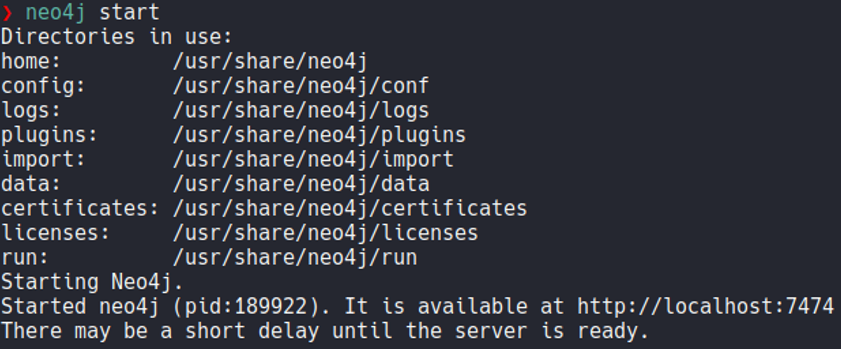 ❯ neo4j start
Directories in use:
home:         /usr/share/neo4j
config:       /usr/share/neo4j/conf
logs:         /usr/share/neo4j/logs
plugins:      /usr/share/neo4j/plugins
import:       /usr/share/neo4j/import
data:         /usr/share/neo4j/data
certificates: /usr/share/neo4j/certificates
licenses:     /usr/share/neo4j/licenses
run:          /usr/share/neo4j/run
Starting Neo4j.
Started neo4j (pid:189922). It is available at http://localhost:7474
There may be a short delay until the server is ready.